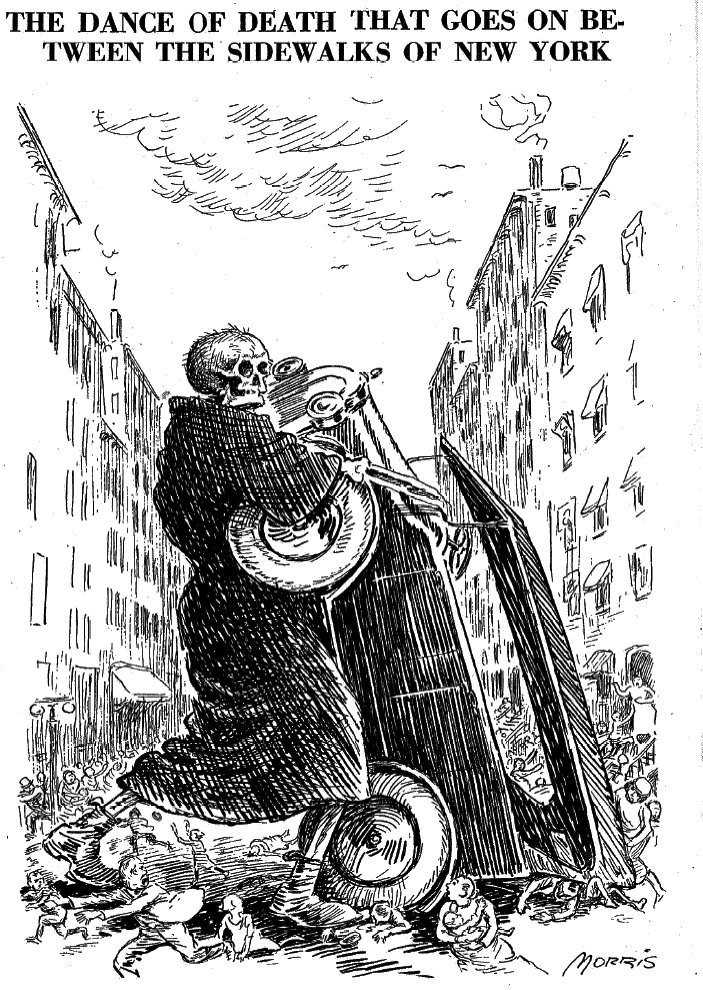 THE DANCE OF DEATH THAT GOES ON BE-
TWEEN THE SIDEWALKS OF NEW YORK
MORRIS